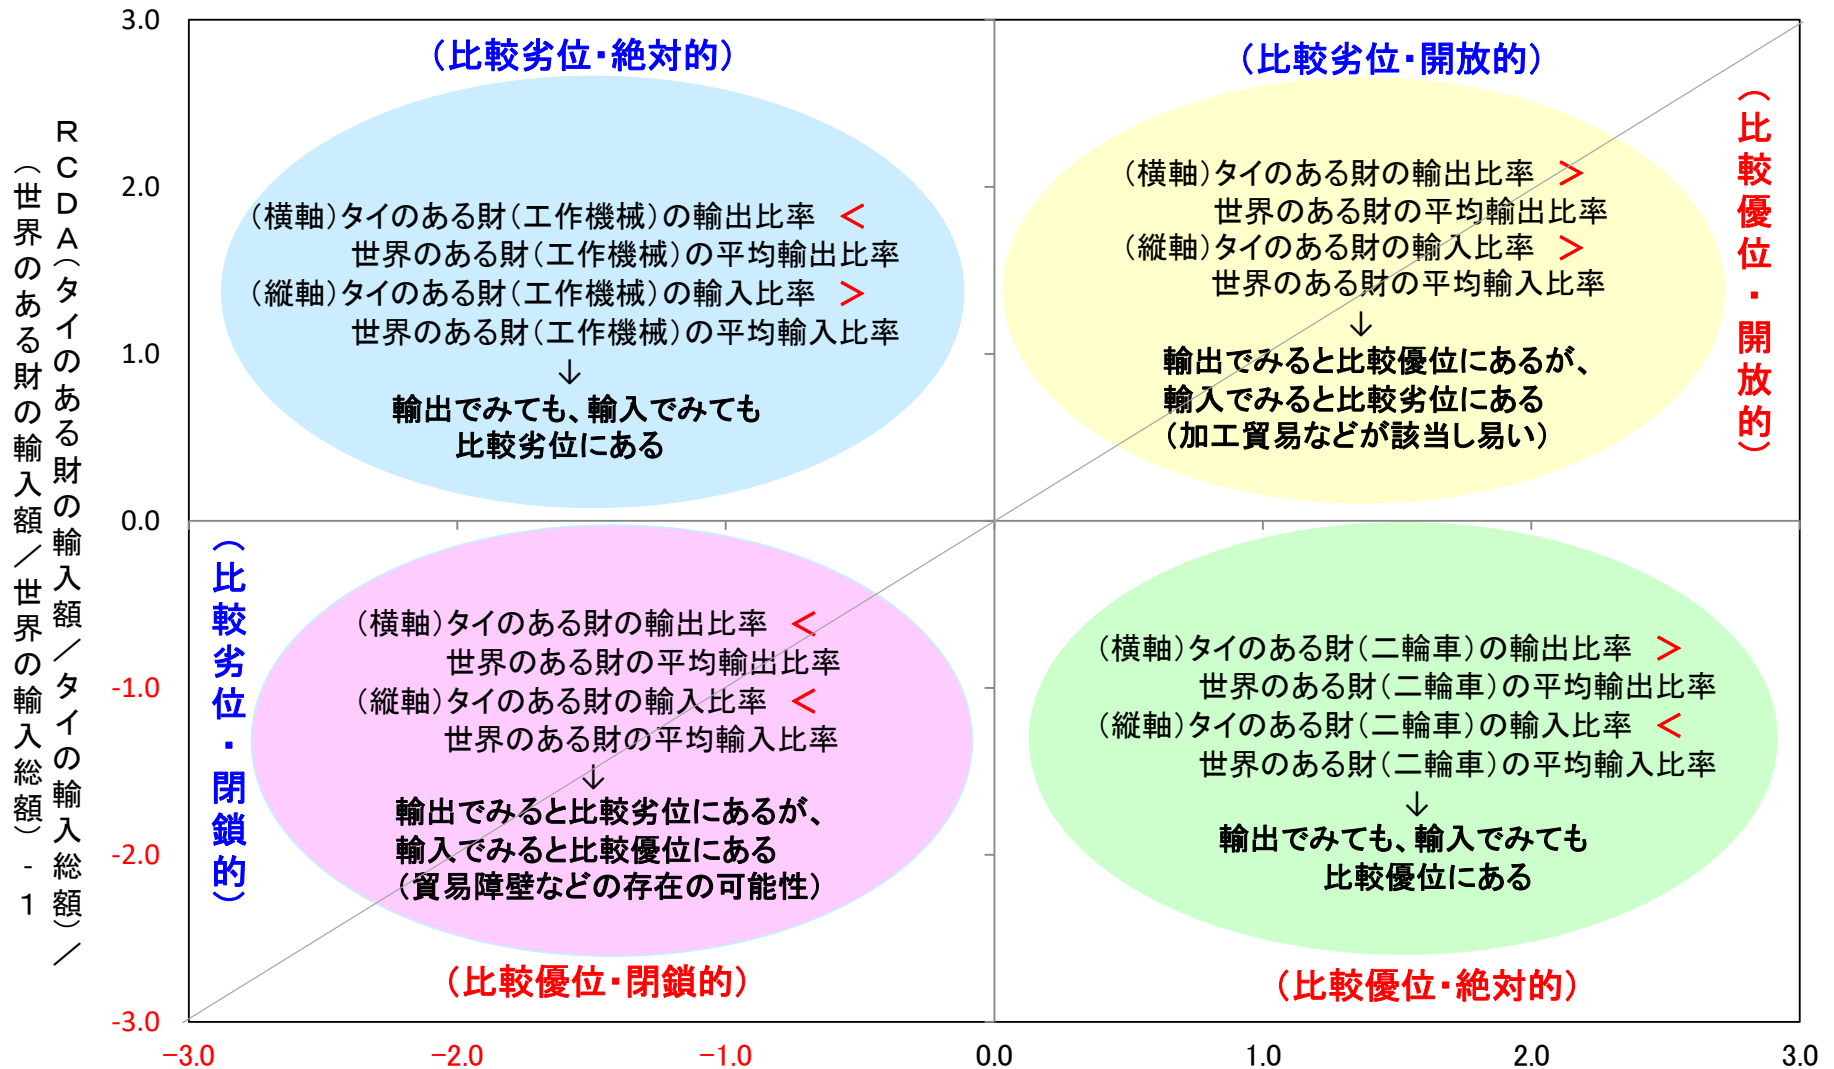 ＲＣＤＡ（タイのある財の輸入額／タイの輸入総額）／
（世界のある財の輸入額／世界の輸入総額）-１
3.0
2.0
1.0
0.0
-1.0
-2.0
-3.0
（比較劣位・絶対的）
（横軸）タイのある財（工作機械）の輸出比率 ＜
世界のある財（工作機械）の平均輸出比率
（縦軸）タイのある財（工作機械）の輸入比率 ＞
世界のある財（工作機械）の平均輸入比率
↓
輸出でみても、輸入でみても
比較劣位にある
（比較劣位・開放的）
（横軸）タイのある財の輸出比率 ＞
世界のある財の平均輸出比率
（縦軸）タイのある財の輸入比率 ＞
世界のある財の平均輸入比率
↓
輸出でみると比較優位にあるが、
輸入でみると比較劣位にある
（加工貿易などが該当し易い）
（比較優位・開放的）
（比較劣位・閉鎖的）
（横軸）タイのある財の輸出比率 ＜
世界のある財の平均輸出比率
（縦軸）タイのある財の輸入比率 ＜
世界のある財の平均輸入比率
↓
輸出でみると比較劣位にあるが、
輸入でみると比較優位にある
（貿易障壁などの存在の可能性）
（比較優位・閉鎖的）
（横軸）タイのある財（二輪車）の輸出比率 ＞
世界のある財（二輪車）の平均輸出比率
（縦軸）タイのある財（二輪車）の輸入比率 ＜
世界のある財（二輪車）の平均輸入比率
↓
輸出でみても、輸入でみても
比較優位にある
（比較優位・絶対的）
-3.0 -2.0 -1.0 0.0 1.0 2.0 3.0